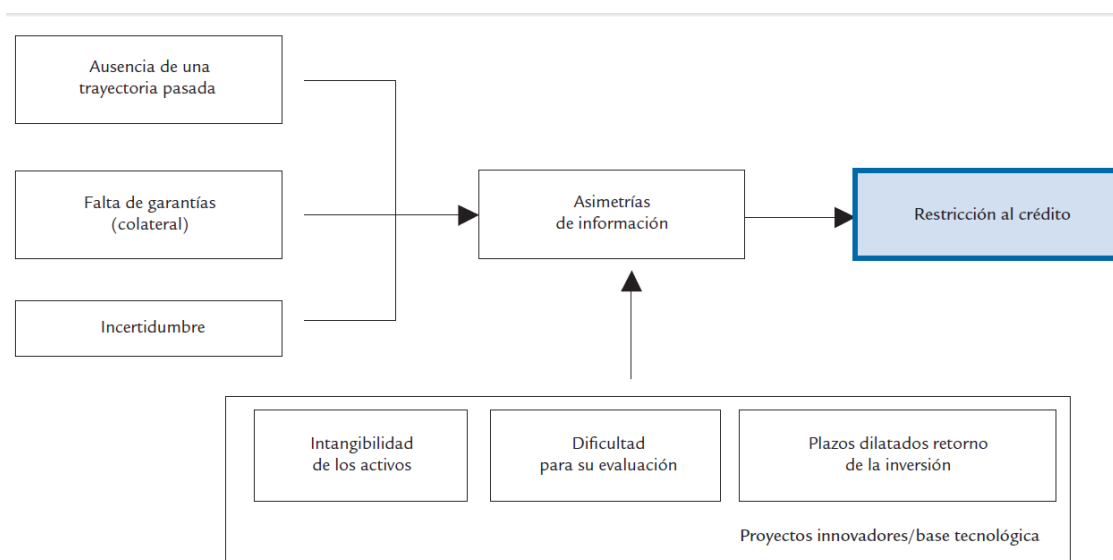 Ausencia de una
trayectoria pasada
Falta de garantías
(colateral)
Incertidumbre
Asimetrías
de información
Restricción al crédito
Intangibilidad
de los activos
Dificultad
para su evaluación
Plazos dilatados retorno
de la inversión
Proyectos innovadores/base tecnológica